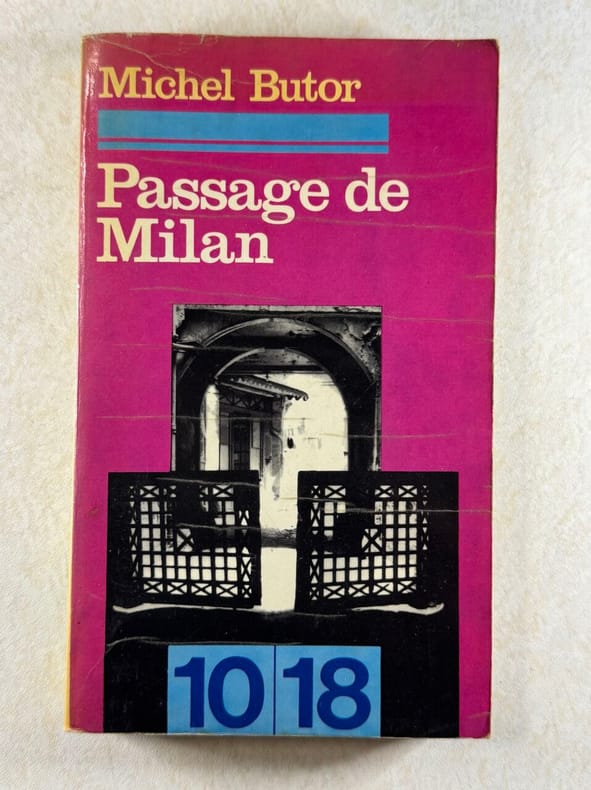 Michel Butor
Passage de
Milan
10 18